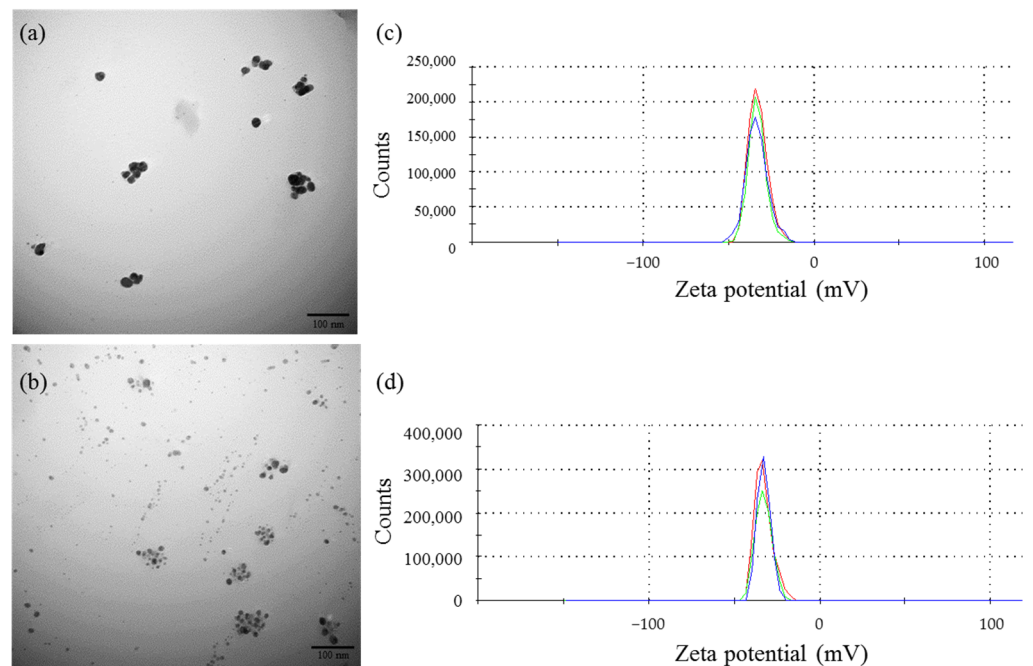 (a)
100 nm
(c)
250,000
200,000
150,000
100,000
50,000
0
Counts
−100
0
100
Zeta potential (mV)
(b)
100 nm
(d)
400,000
300,000
200,000
100,000
0
Counts
−100
0
100
Zeta potential (mV)